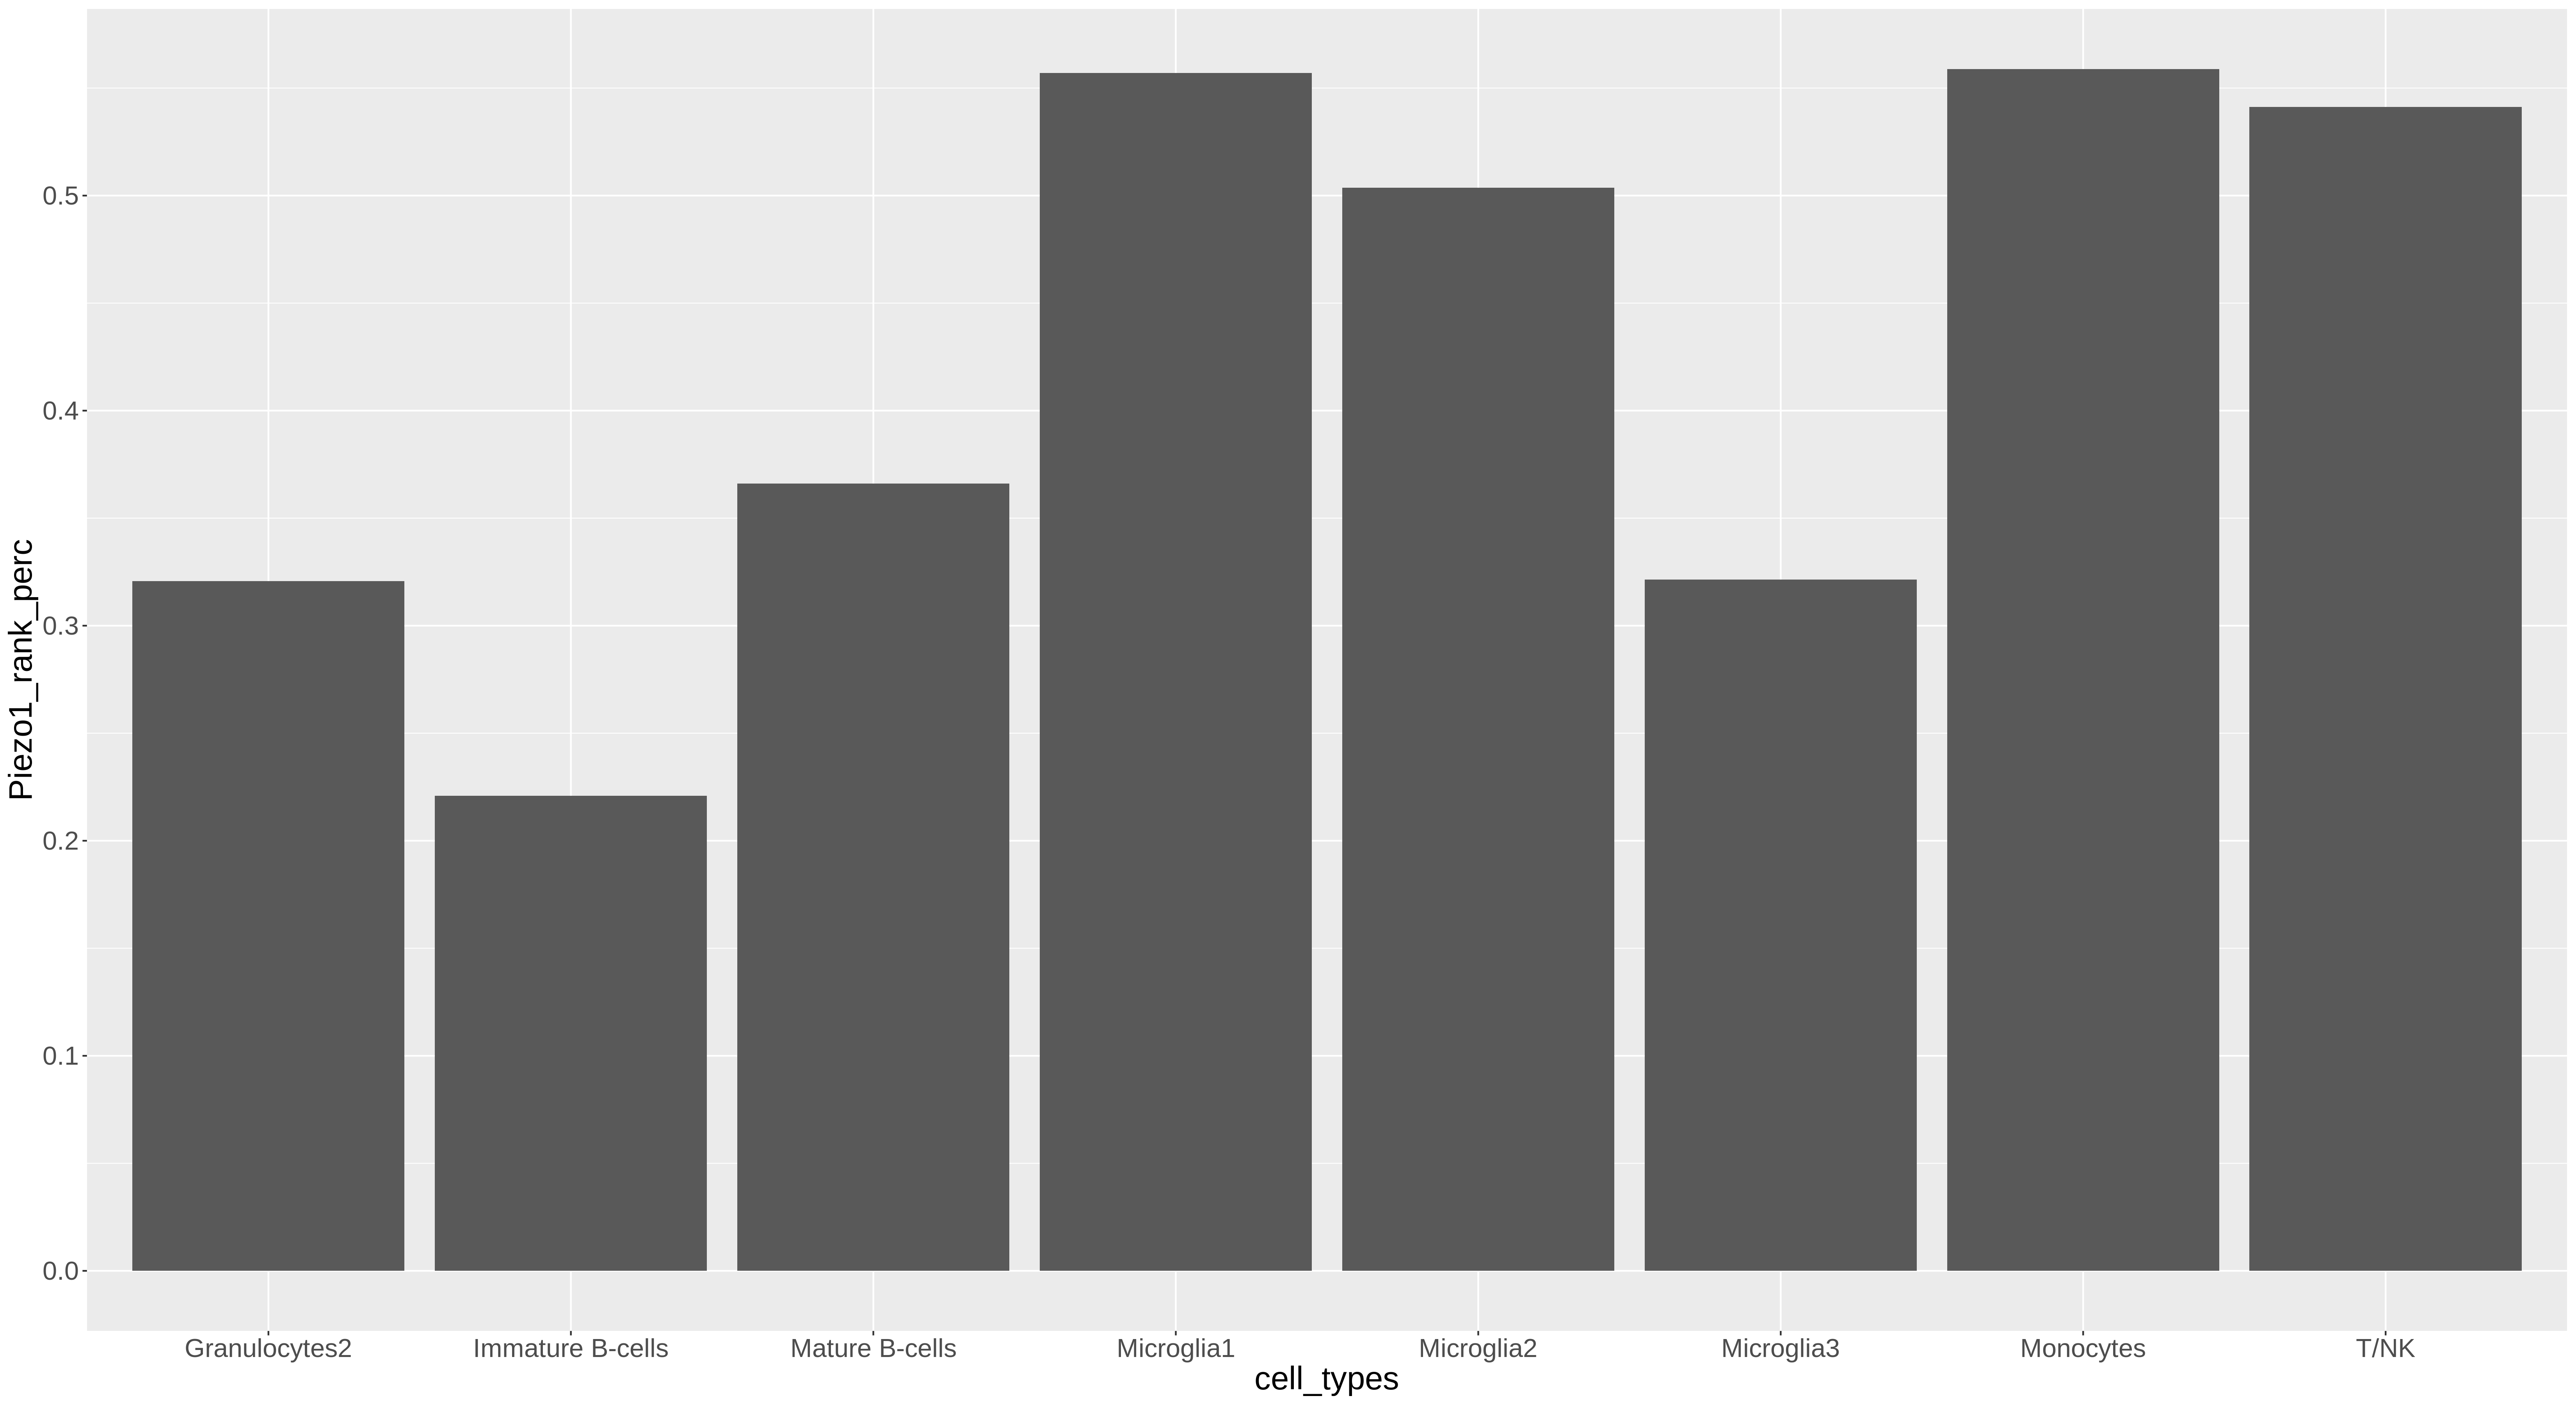 Piezo1_rank_perc
0.5
0.4
0.3
0.2
0.1
0.0
Granulocytes2 Immature B-cells Mature B-cells Microglia1 Microglia2 Microglia3 Monocytes T/NK
cell_types